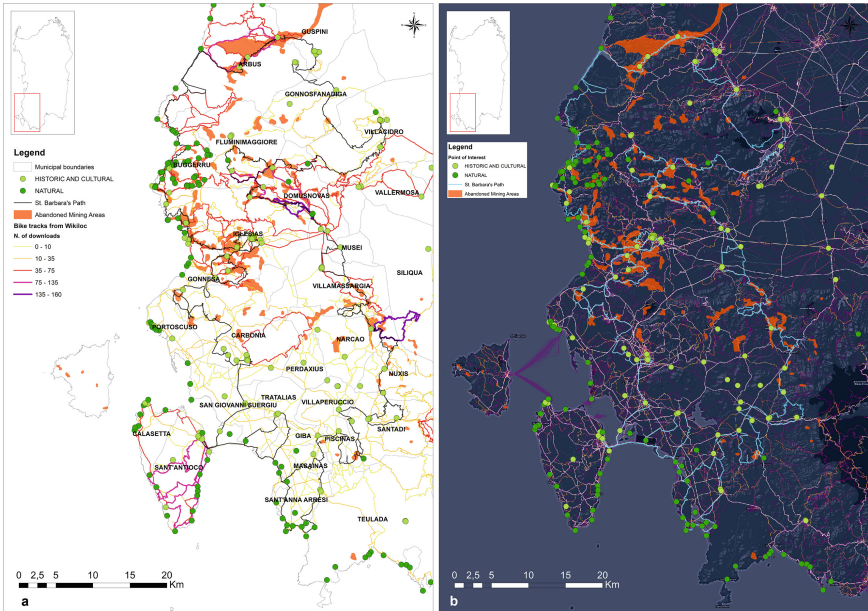 GUSPINI
ARBUS
GONNOSFANADIGA
VILLACIDRO
FLUMINIMAGGIORE
BUGGERRU
DOMUSNOVAS
VALLERMOSA
IGLESIAS
MUSEI
SILIQUA
GONNESA
VILLAMASSARGIA
PORTOSCUSO
CARBONIA
NARCAO
PERDAXIUS
NUXIS
TRATALIAS
SAN GIOVANNI SUERGIU
VILLAPERUCCIO
CALASETTA
SANTADI
GIBA
PISCINAS
SANT'ANTIOCO
MASAINAS
SANT'ANNA ARRESI
TEULADA
Legend
Municipal boundaries
HISTORIC AND CULTURAL
NATURAL
St. Barbara's Path
Abandoned Mining Areas
Bike tracks from Wikiloc
N. of downloads
0 - 10
10 - 35
35 - 75
75 - 135
135 - 160
0 2,5 5 10 15 20
Km
a
Legend
Point of Interest
HISTORIC AND CULTURAL
NATURAL
St. Barbara's Path
Abandoned Mining Areas
0 2,5 5 10 15 20
Km
b